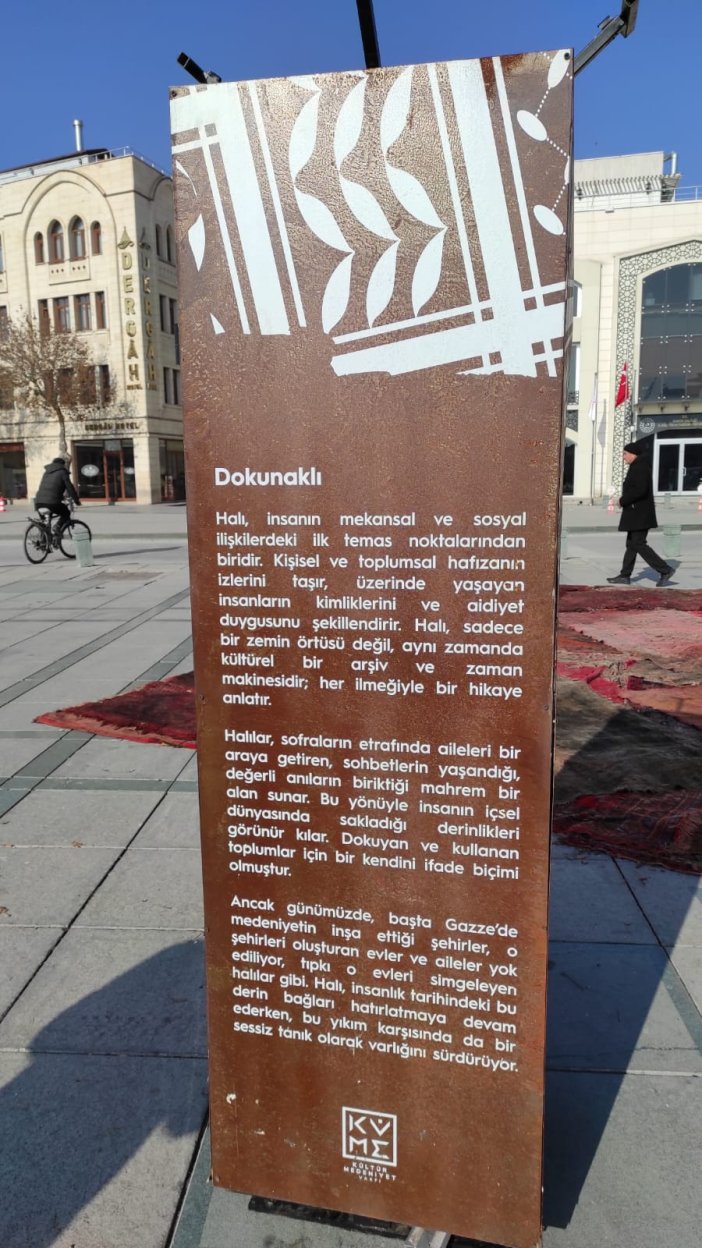 DERGAH
DERGAH
DERGAH HOTEL
Dokunaklı
Halı, insanın mekansal ve sosyal
ilişkilerdeki ilk temas noktalarından
biridir. Kişisel ve toplumsal hafızanın
izlerini taşır, üzerinde yaşayan
insanların kimliklerini ve aidiyet
duygusunu şekillendirir. Halı, sadece
bir zemin örtüsü değil, aynı zamanda
kültürel bir arşiv ve zaman
makinesidir; her ilmeğiyle bir hikaye
anlatır.
Halılar, sofraların etrafında aileleri bir
araya getiren, sohbetlerin yaşandığı,
değerli anıların biriktiği mahrem bir
alan sunar. Bu yönüyle insanın içsel
dünyasında sakladığı derinlikleri
görünür kılar. Dokuyan ve kullanan
toplumlar için bir kendini ifade biçimi
olmuştur.
Ancak günümüzde, başta Gazze'de
medeniyetin inşa ettiği şehirler, o
şehirleri oluşturan evler ve aileler yok
ediliyor, tıpkı o evleri simgeleyen
halılar gibi. Halı, insanlık tarihindeki bu
derin bağları hatırlatmaya devam
ederken, bu yıkım karşısında da bir
sessiz tanık olarak varlığını sürdürüyor.
KV
ME
KÜLTÜR
MEDENİYET
VAKFI